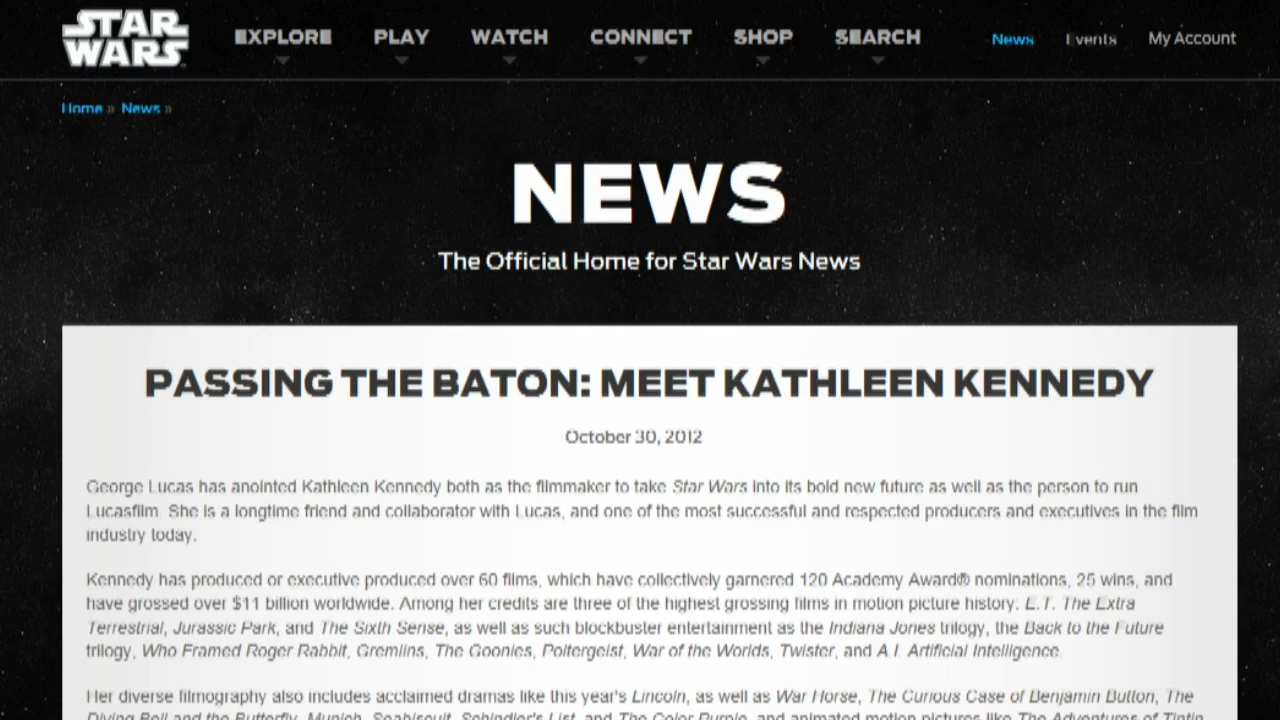 STAR WARS
EXPLORE PLAY WATCH CONNECT SHOP SEARCH News Events My Account
Home » News »
NEWS
The Official Home for Star Wars News
PASSING THE BATON: MEET KATHLEEN KENNEDY
October 30, 2012
George Lucas has anointed Kathleen Kennedy both as the filmmaker to take Star Wars into its bold new future as well as the person to run
Lucasfilm. She is a longtime friend and collaborator with Lucas, and one of the most successful and respected producers and executives in the film
industry today.
Kennedy has produced or executive produced over 60 films, which have collectively garnered 120 Academy Award® nominations, 25 wins, and
have grossed over $11 billion worldwide. Among her credits are three of the highest grossing films in motion picture history: E.T. The Extra
Terrestrial, Jurassic Park, and The Sixth Sense, as well as such blockbuster entertainment as the Indiana Jones trilogy, the Back to the Future
trilogy, Who Framed Roger Rabbit, Gremlins, The Goonies, Poltergeist, War of the Worlds, Twister, and A.I. Artificial Intelligence.
Her diverse filmography also includes acclaimed dramas like this year's Lincoln, as well as War Horse, The Curious Case of Benjamin Button, The
Diving Bell and the Butterfly, Munich, Seabiscuit, Schindler's List, and The Color Purple, and animated motion pictures like The Adventures of Tintin